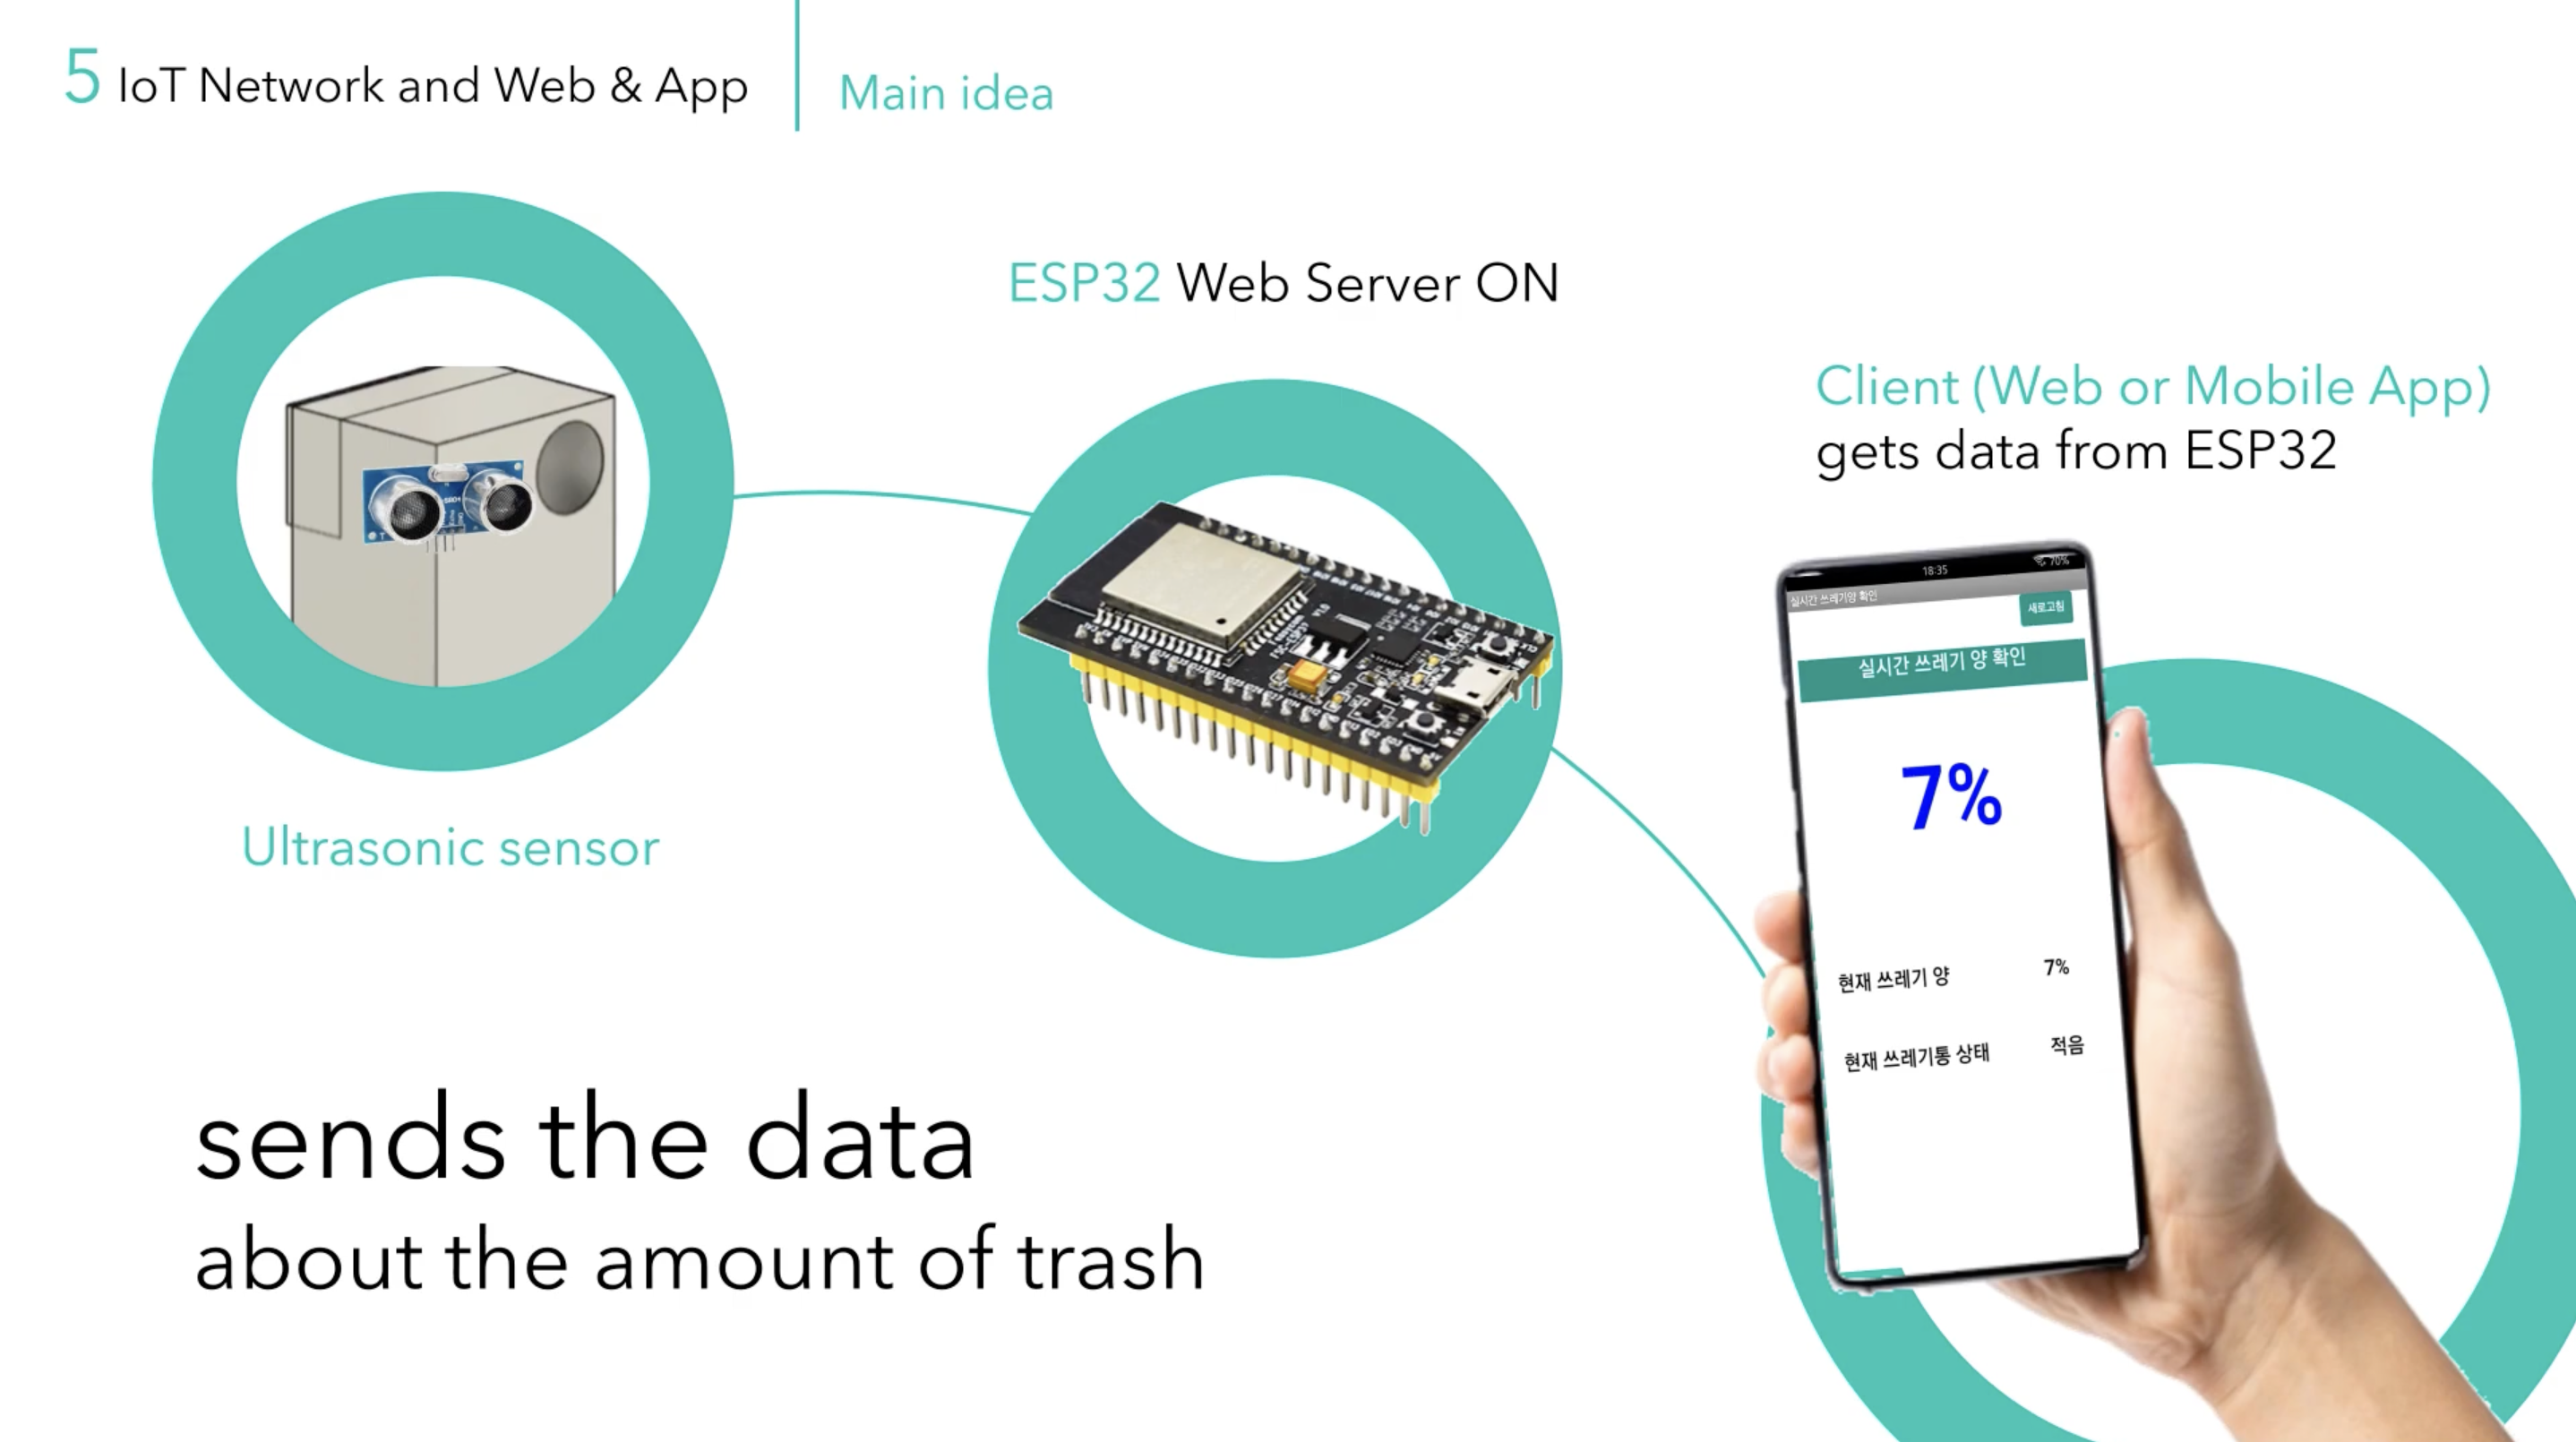 5 IoT Network and Web & App
Main idea
ESP32 Web Server ON
Client (Web or Mobile App)
gets data from ESP32
Ultrasonic sensor
18:35
70%
실시간 쓰레기양 확인
새로고침
실시간 쓰레기 양 확인
7%
현재 쓰레기 양 7%
현재 쓰레기통 상태 적음
sends the data
about the amount of trash